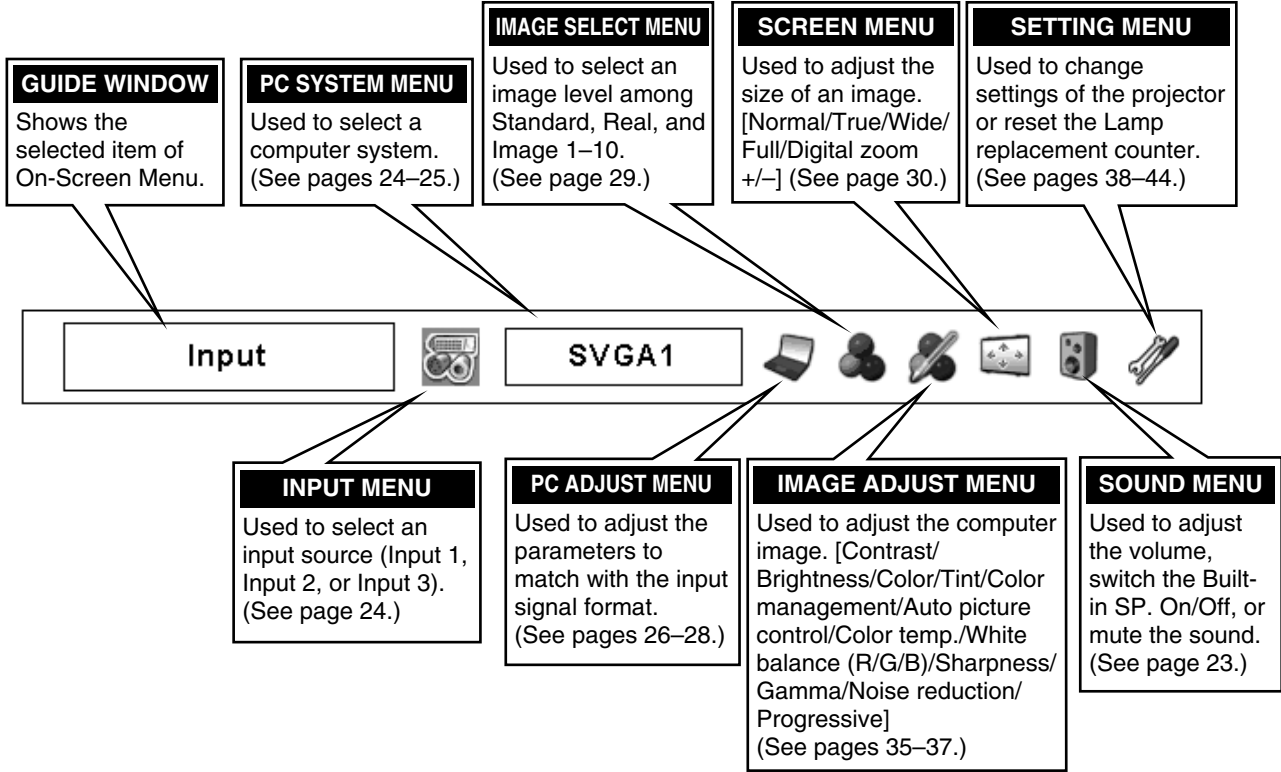 GUIDE WINDOW
Shows the
selected item of
On-Screen Menu.
PC SYSTEM MENU
Used to select a
computer system.
(See pages 24–25.)
IMAGE SELECT MENU
Used to select an
image level among
Standard, Real, and
Image 1–10.
(See page 29.)
SCREEN MENU
Used to adjust the
size of an image.
[Normal/True/Wide/
Full/Digital zoom
+/–] (See page 30.)
SETTING MENU
Used to change
settings of the projector
or reset the Lamp
replacement counter.
(See pages 38–44.)
Input
SVGA1
INPUT MENU
Used to select an
input source (Input 1,
Input 2, or Input 3).
(See page 24.)
PC ADJUST MENU
Used to adjust the
parameters to
match with the input
signal format.
(See pages 26–28.)
IMAGE ADJUST MENU
Used to adjust the computer
image. [Contrast/
Brightness/Color/Tint/Color
management/Auto picture
control/Color temp./White
balance (R/G/B)/Sharpness/
Gamma/Noise reduction/
Progressive]
(See pages 35–37.)
SOUND MENU
Used to adjust
the volume,
switch the Built-
in SP. On/Off, or
mute the sound.
(See page 23.)